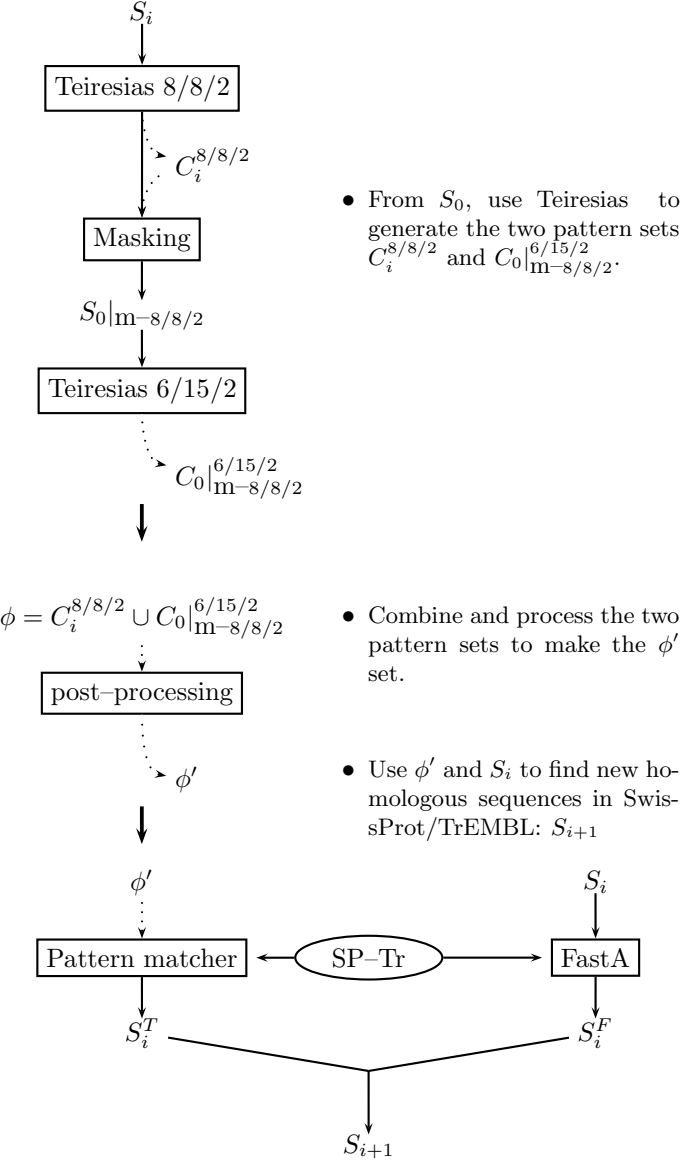 S_i
Teiresias 8/8/2
C_i^{8/8/2}
Masking
S_0|_{m–8/8/2}
Teiresias 6/15/2
C_0|_{m–8/8/2}^{6/15/2}
• From S_0, use Teiresias to
generate the two pattern sets
C_i^{8/8/2} and C_0|_{m–8/8/2}^{6/15/2}.
ϕ = C_i^{8/8/2} ∪ C_0|_{m–8/8/2}^{6/15/2}
post–processing
ϕ′
• Combine and process the two
pattern sets to make the ϕ′
set.
• Use ϕ′ and S_i to find new ho-
mologous sequences in Swis-
sProt/TrEMBL: S_{i+1}
ϕ′
S_i
Pattern matcher
SP–Tr
FastA
S_i^T
S_i^F
S_{i+1}